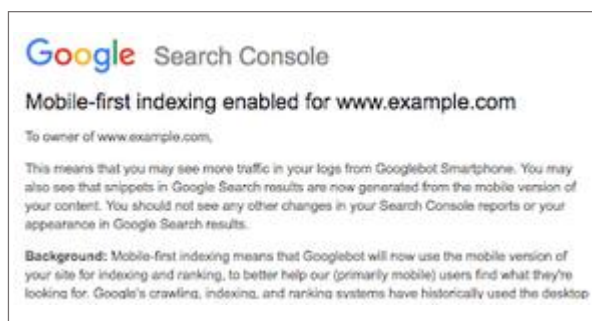 Google Search Console
Mobile-first indexing enabled for www.example.com
To owner of www.example.com,
This means that you may see more traffic in your logs from Googlebot Smartphone. You may
also see that snippets in Google Search results are now generated from the mobile version of
your content. You should not see any other changes in your Search Console reports or your
appearance in Google Search results.
Background: Mobile-first indexing means that Googlebot will now use the mobile version of
your site for indexing and ranking, to better help our (primarily mobile) users find what they're
looking for. Google's crawling, indexing, and ranking systems have historically used the desktop